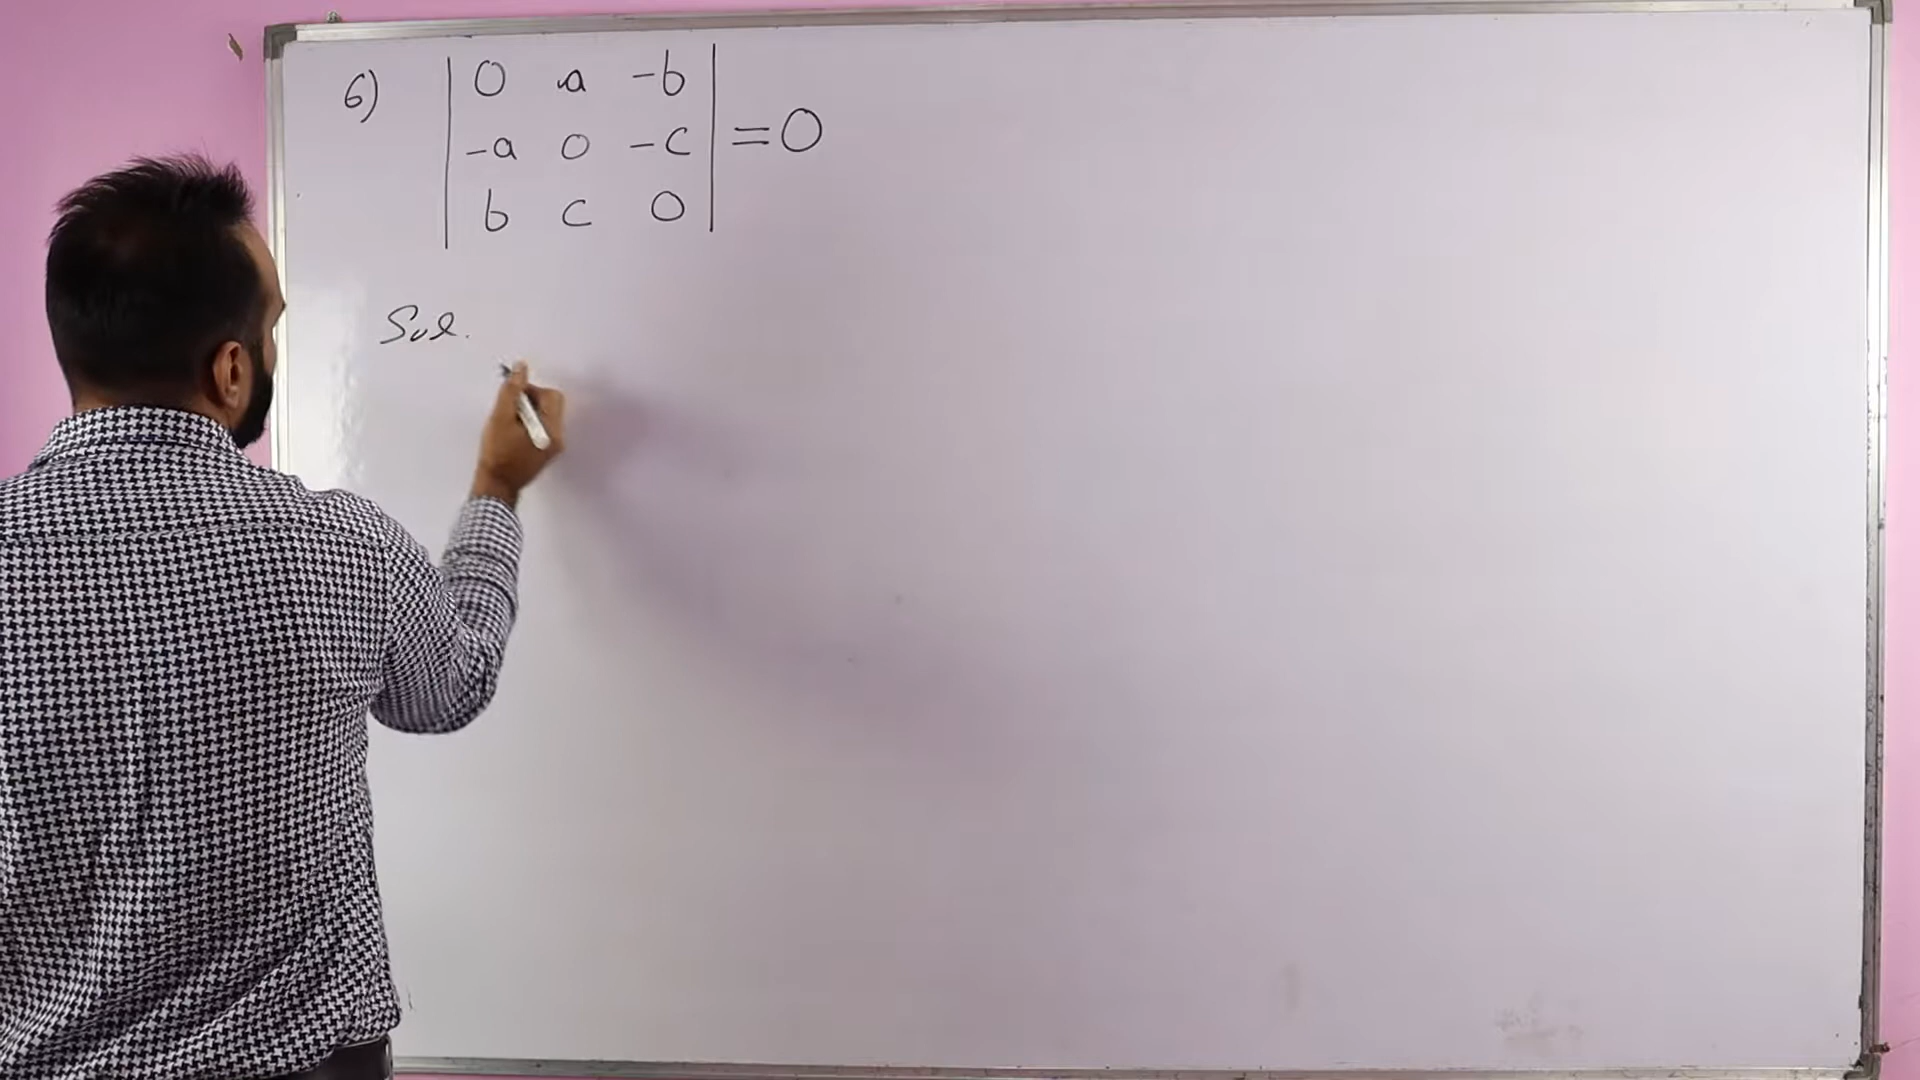 6) | 0 a -b |
| -a 0 -c | = 0
| b c 0 |
Sol.